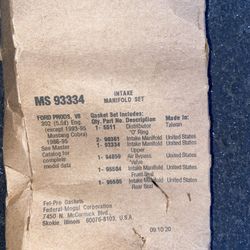 INTAKE
MS 93334 MANIFOLD SET
FORD PRODS. V8 Gasket Set Includes:
302 (5.0ℓ) Eng. Qty. Part No. Description Made In:
(except 1993-95 1- 5511 Distributor Taiwan
Mustang Cobra) "O" Ring
1986-95 2- 90361 Intake Manifold United States
See Master 1- 93334 Intake Manifold United States
Catalog for Upper
complete 1- 94859 Air Bypass United States
model data Valve
1- 95584 Intake Manifold United States
Front Seal
1- 95585 Intake Manifold United States
Rear Seal
Fel-Pro Gaskets
Federal-Mogul Corporation
7450 N. McCormick Blvd.
Skokie, Illinois 60076-8103, U.S.A.
09.10.20